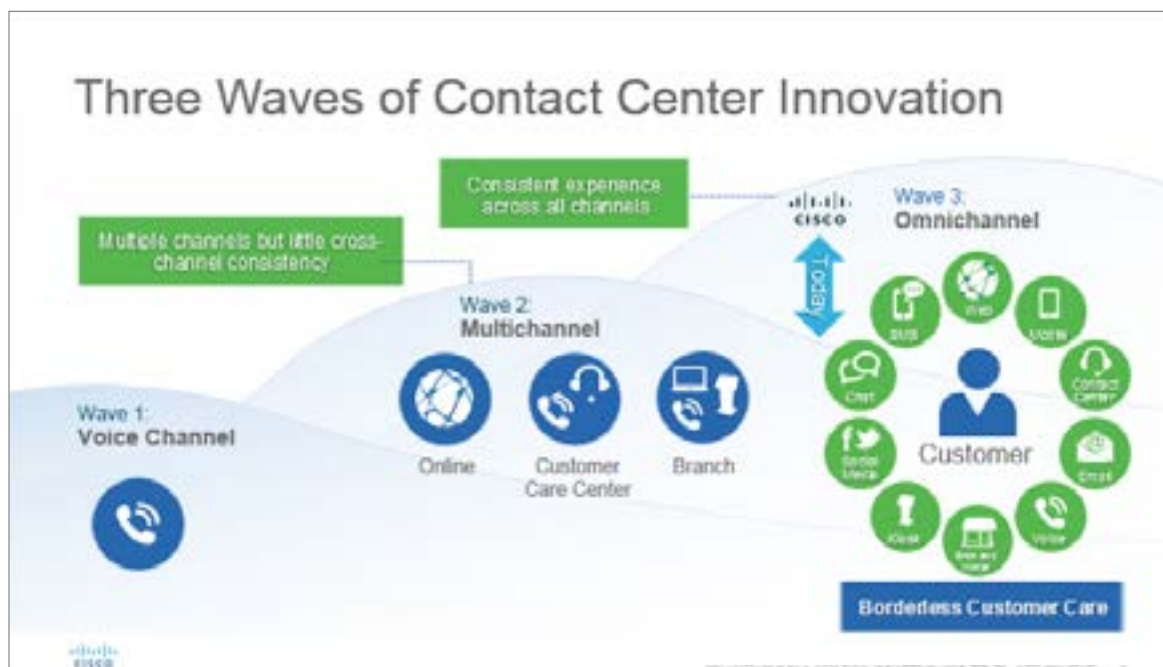 Three Waves of Contact Center Innovation
Consistent experience
across all channels
Multiple channels but little cross-
channel consistency
CISCO
Today
Wave 3:
Omnichannel
Wave 2:
Multichannel
Wave 1:
Voice Channel
Online
Customer
Care Center
Branch
Web
Mobile
Contact
Center
Email
Voice
Kiosk
Social
Media
Chat
SMS
Customer
Borderless Customer Care
CISCO